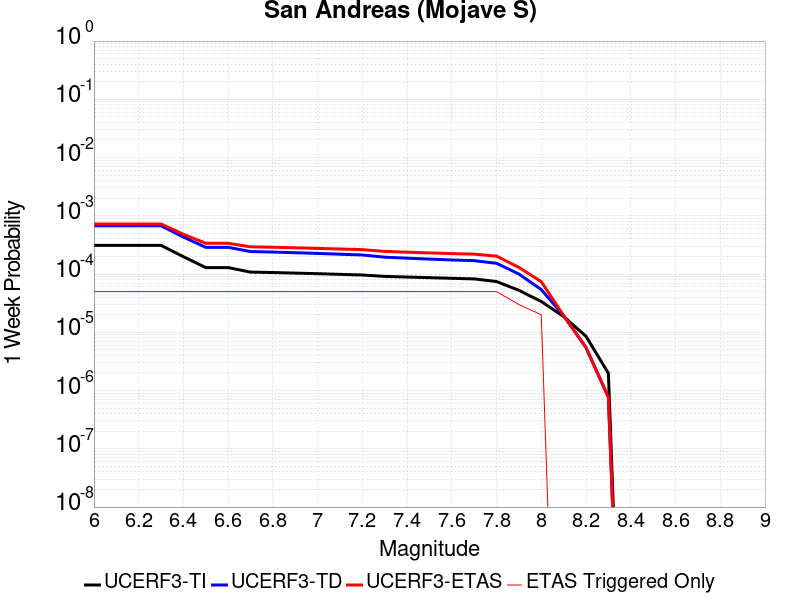 San Andreas (Mojave S)
10^0
10^-1
10^-2
10^-3
10^-4
10^-5
10^-6
10^-7
10^-8
1 Week Probability
6 6.2 6.4 6.6 6.8 7 7.2 7.4 7.6 7.8 8 8.2 8.4 8.6 8.8 9
Magnitude
UCERF3-TI UCERF3-TD UCERF3-ETAS ETAS Triggered Only